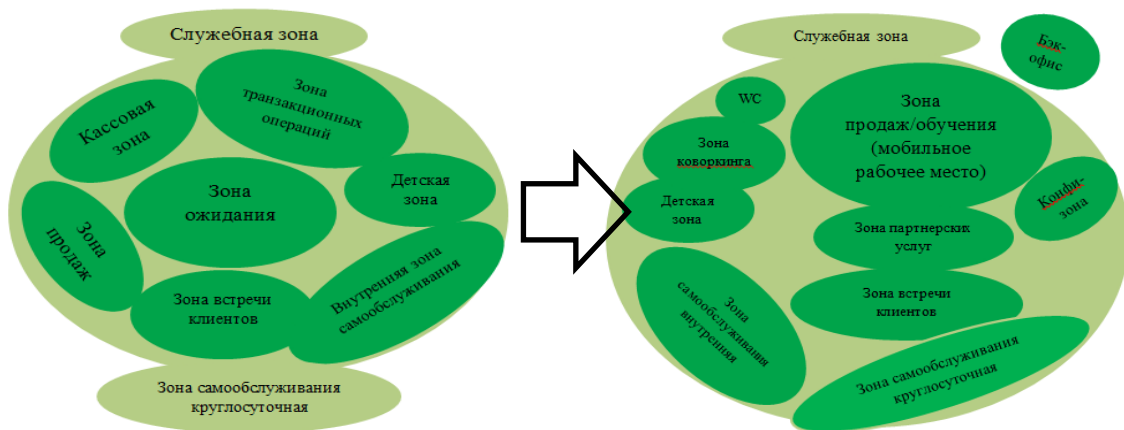 Служебная зона
Зона
транзакционных
операций
Кассовая
зона
Зона
ожидания
Детская
зона
Зона
продаж
Зона встречи
клиентов
Внутренняя зона
самообслуживания
Зона самообслуживания
круглосуточная
Служебная зона
Бэк-
офис
WC
Зона
продаж/обучения
(мобильное
рабочее место)
Зона
коворкинга
Детская
зона
Конфи-
зона
Зона партнерских
услуг
Зона встречи
клиентов
Зона
самообслуживания
внутренняя
Зона самообслуживания
круглосуточная